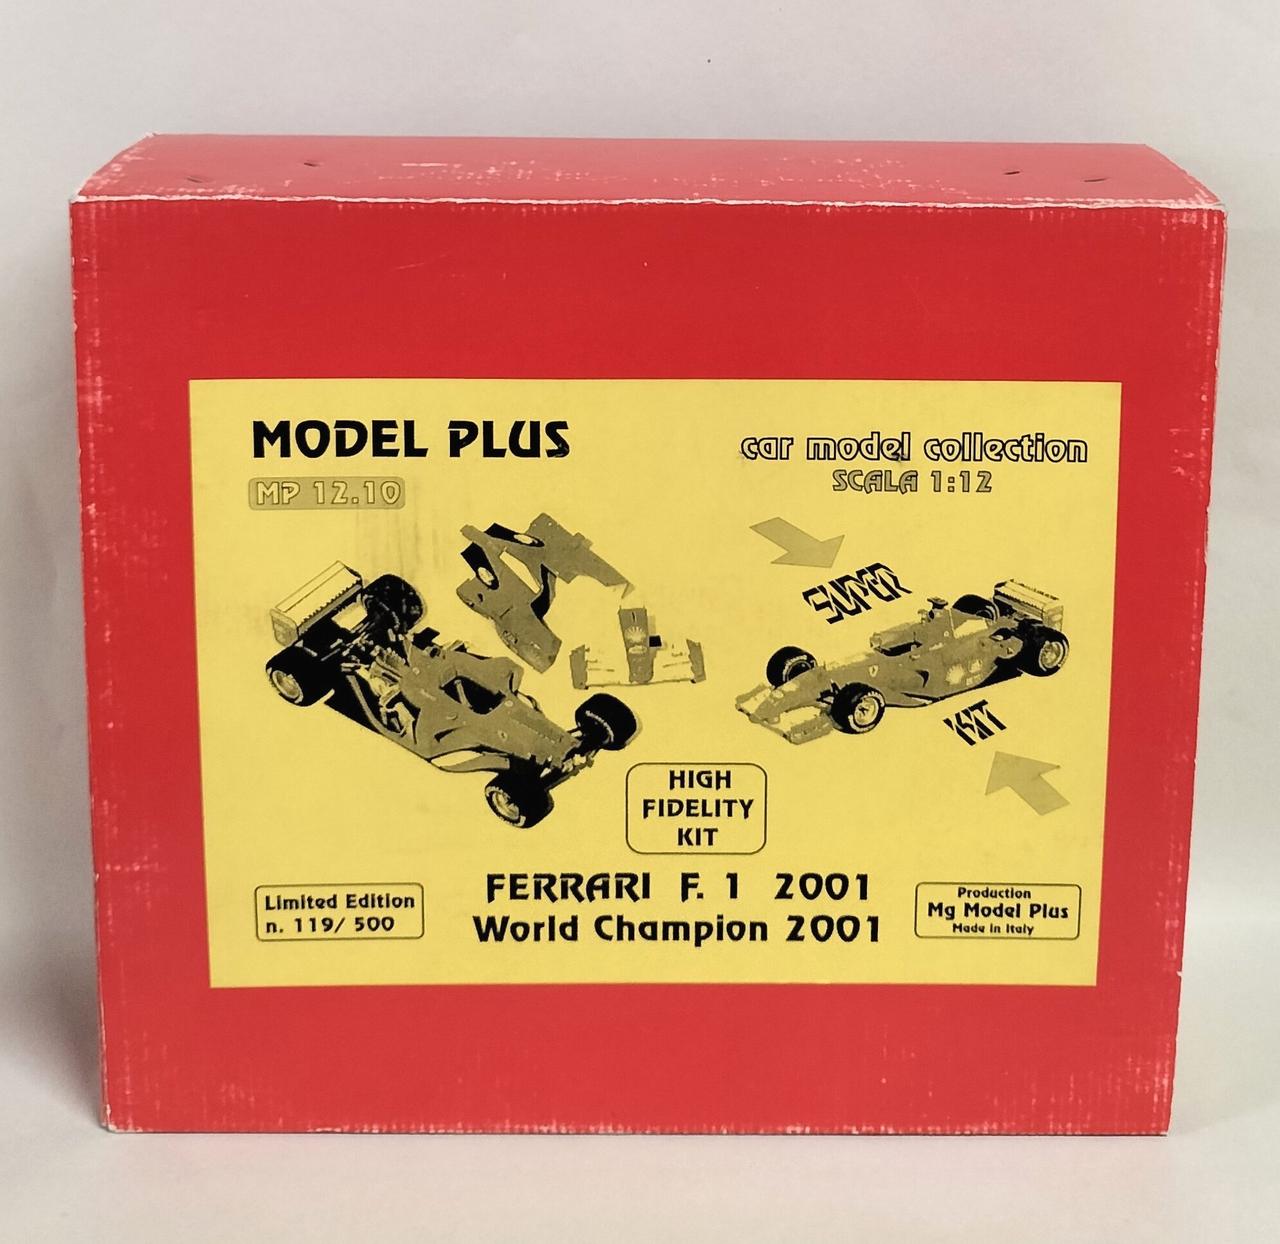 MODEL PLUS
MP 12.10
car model collection
SCALA 1:12
SUPER
KIT
HIGH
FIDELITY
KIT
FERRARI F. 1 2001
World Champion 2001
Limited Edition
n. 119/ 500
Production
Mg Model Plus
Made in Italy